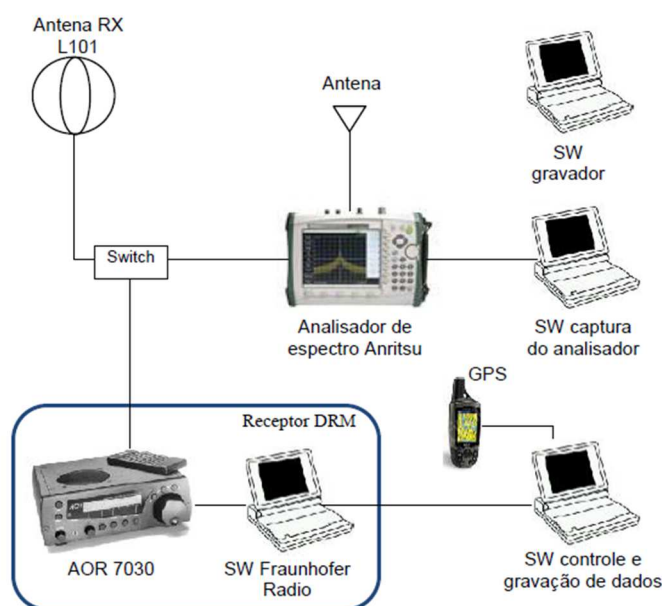 Antena RX
L101
Antena
SW
gravador
Switch
Analisador de
espectro Anritsu
SW captura
do analisador
GPS
Receptor DRM
AOR 7030
SW Fraunhofer
Radio
SW controle e
gravação de dados